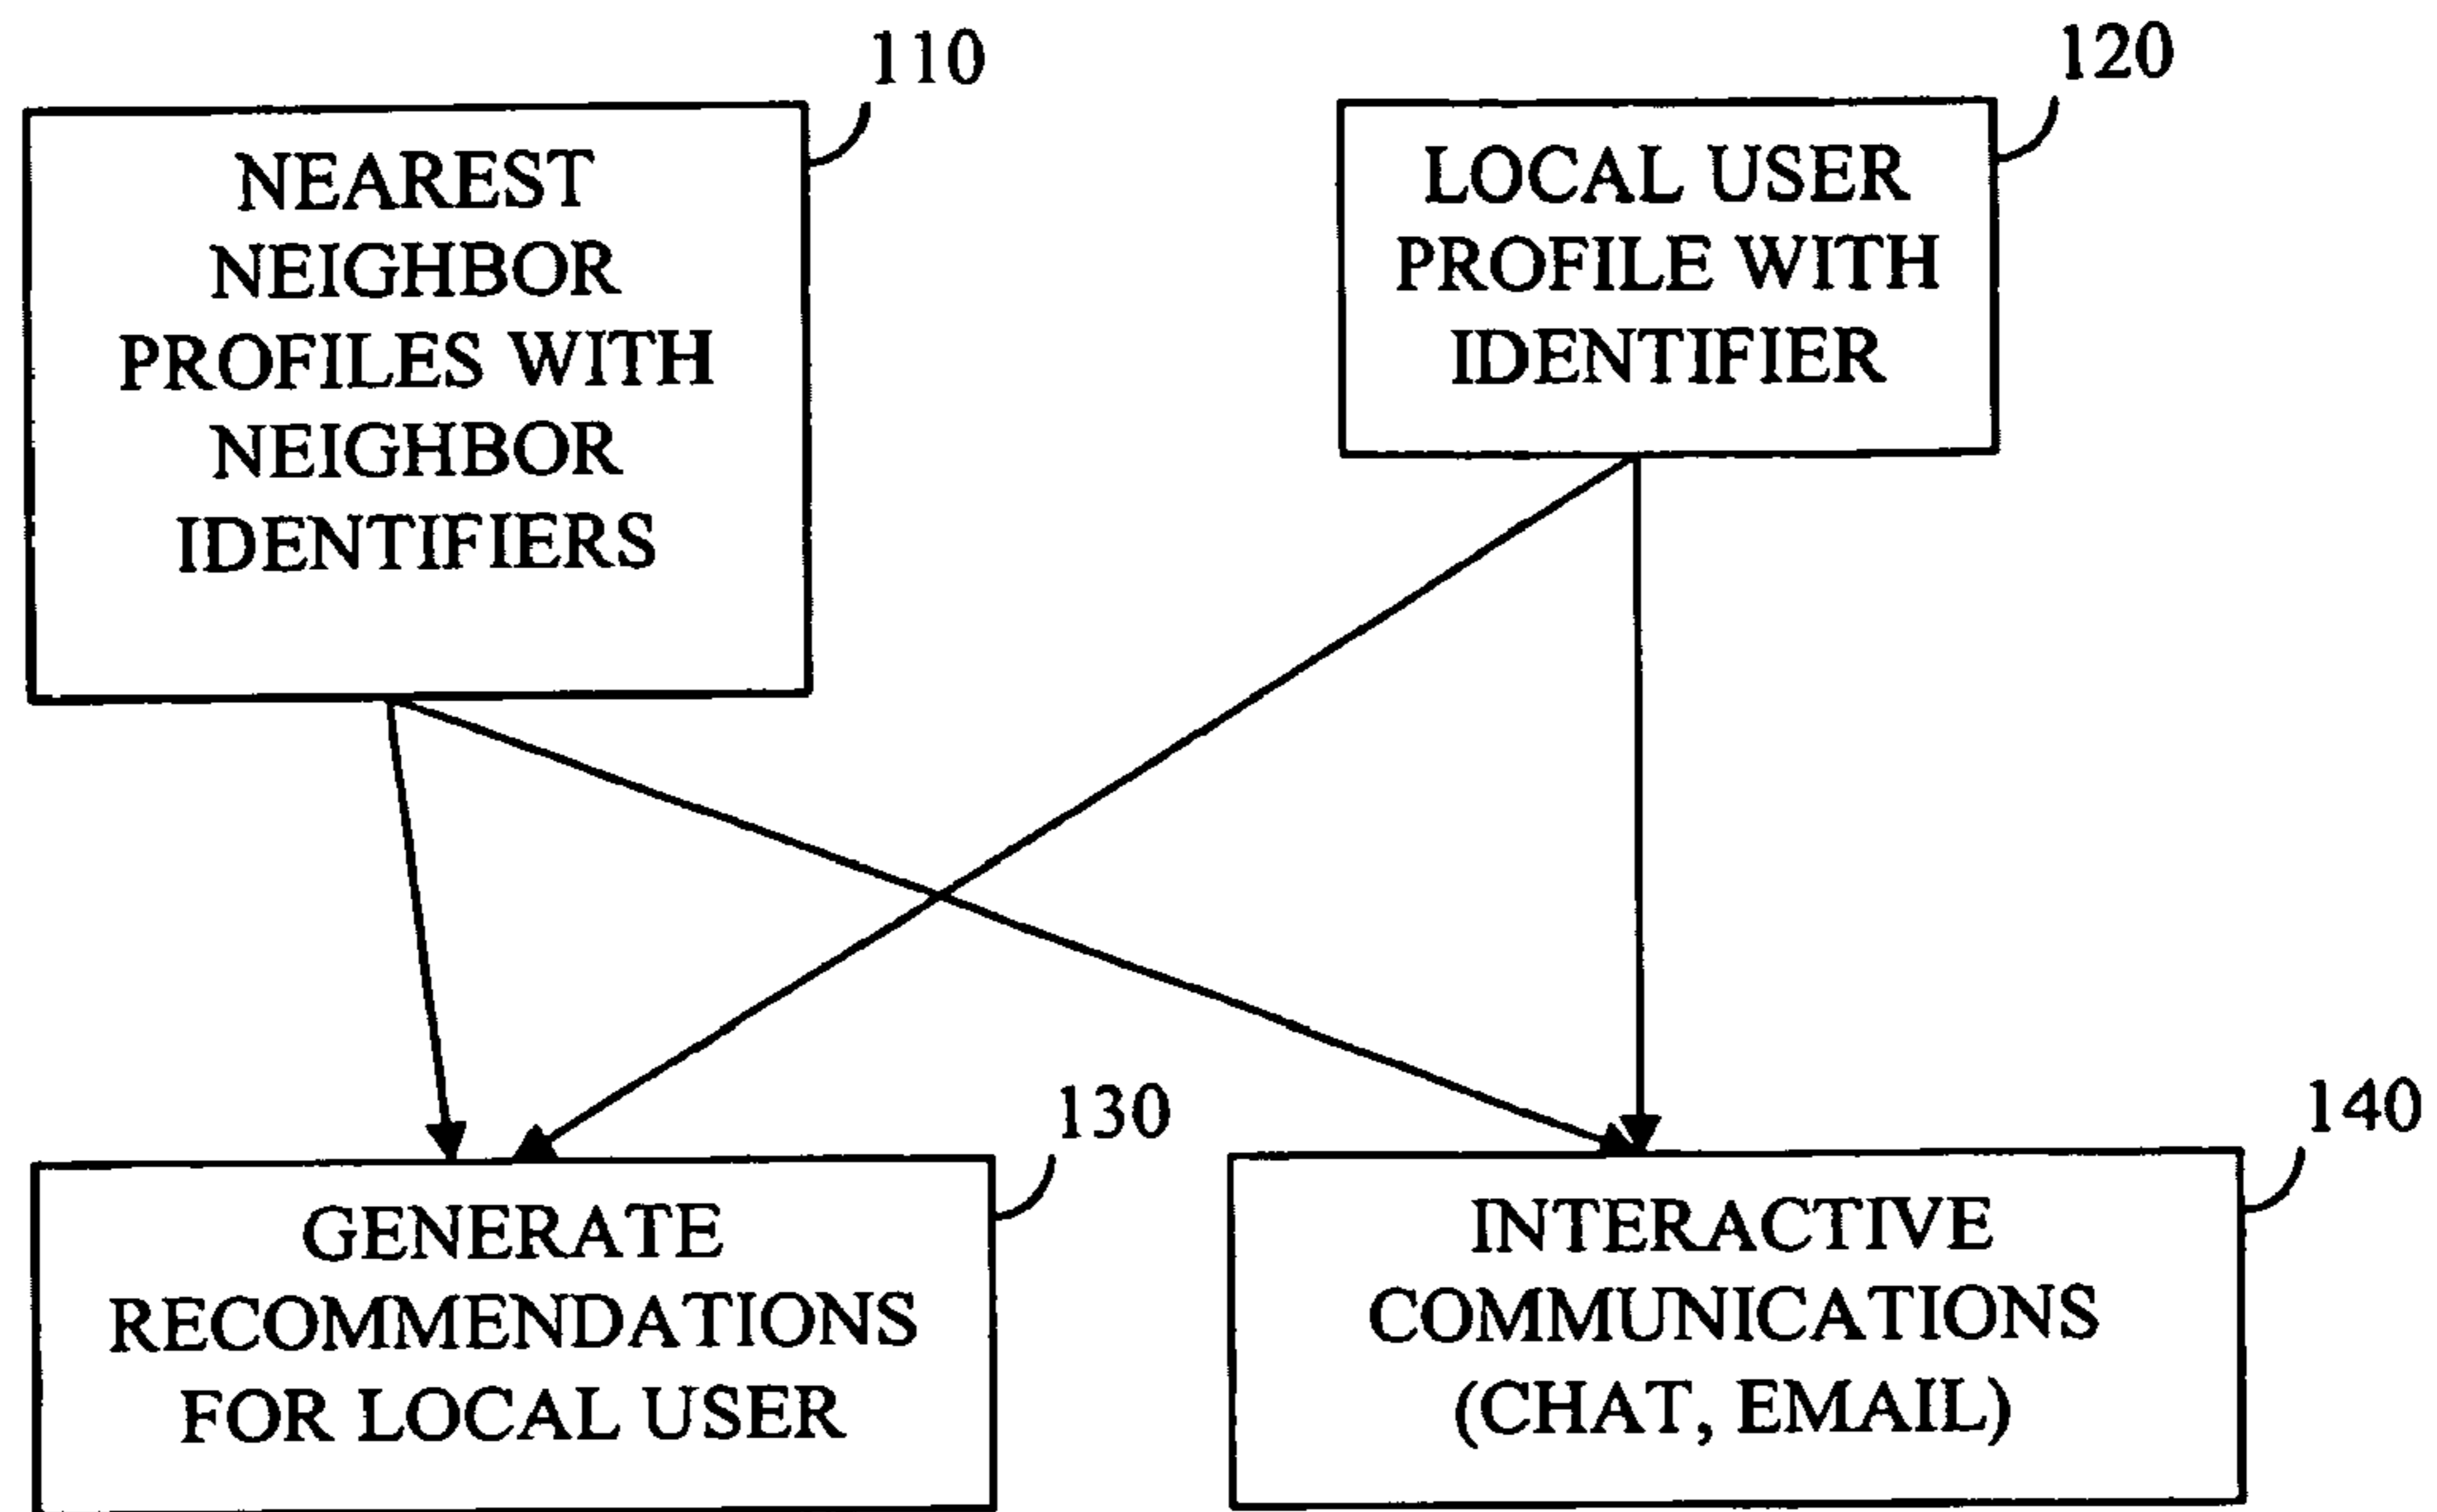 110
NEAREST
NEIGHBOR
PROFILES WITH
NEIGHBOR
IDENTIFIERS
120
LOCAL USER
PROFILE WITH
IDENTIFIER
130
GENERATE
RECOMMENDATIONS
FOR LOCAL USER
140
INTERACTIVE
COMMUNICATIONS
(CHAT, EMAIL)